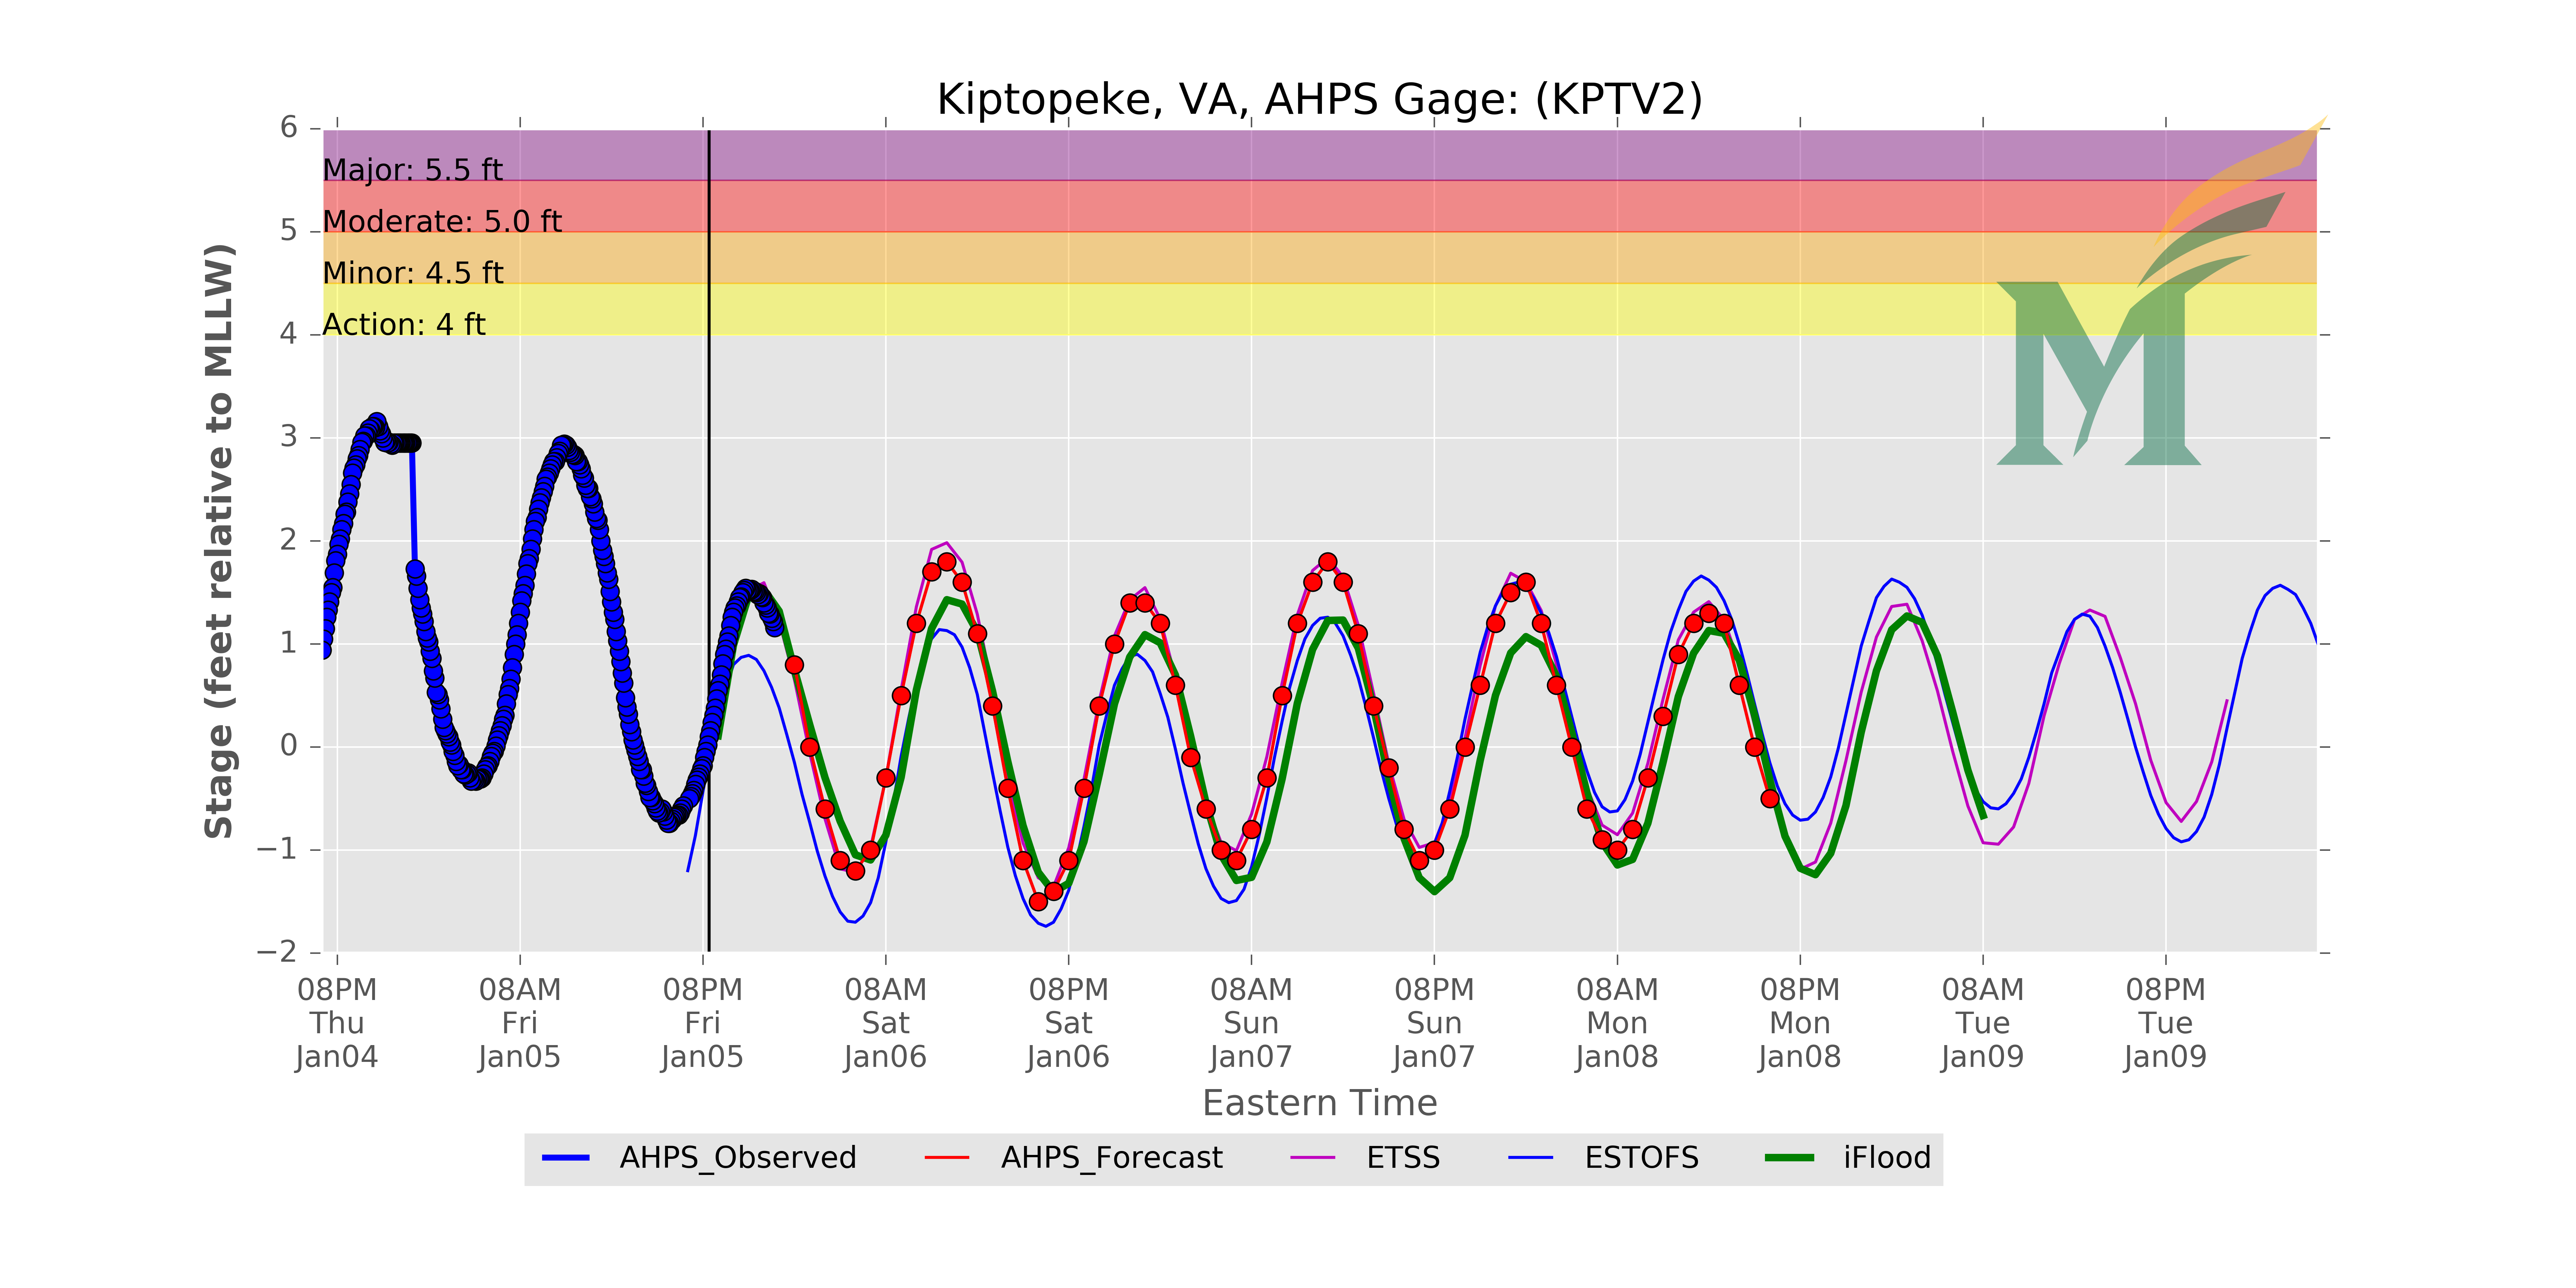 Kiptopeke, VA, AHPS Gage: (KPTV2)
6
5
4
3
2
1
0
−1
−2
Stage (feet relative to MLLW)
Major: 5.5 ft
Moderate: 5.0 ft
Minor: 4.5 ft
Action: 4 ft
M
08PM 08AM 08PM 08AM 08PM 08AM 08PM 08AM 08PM 08AM 08PM
Thu Fri Fri Sat Sat Sun Sun Mon Mon Tue Tue
Jan04 Jan05 Jan05 Jan06 Jan06 Jan07 Jan07 Jan08 Jan08 Jan09 Jan09
Eastern Time
AHPS_Observed AHPS_Forecast ETSS ESTOFS iFlood